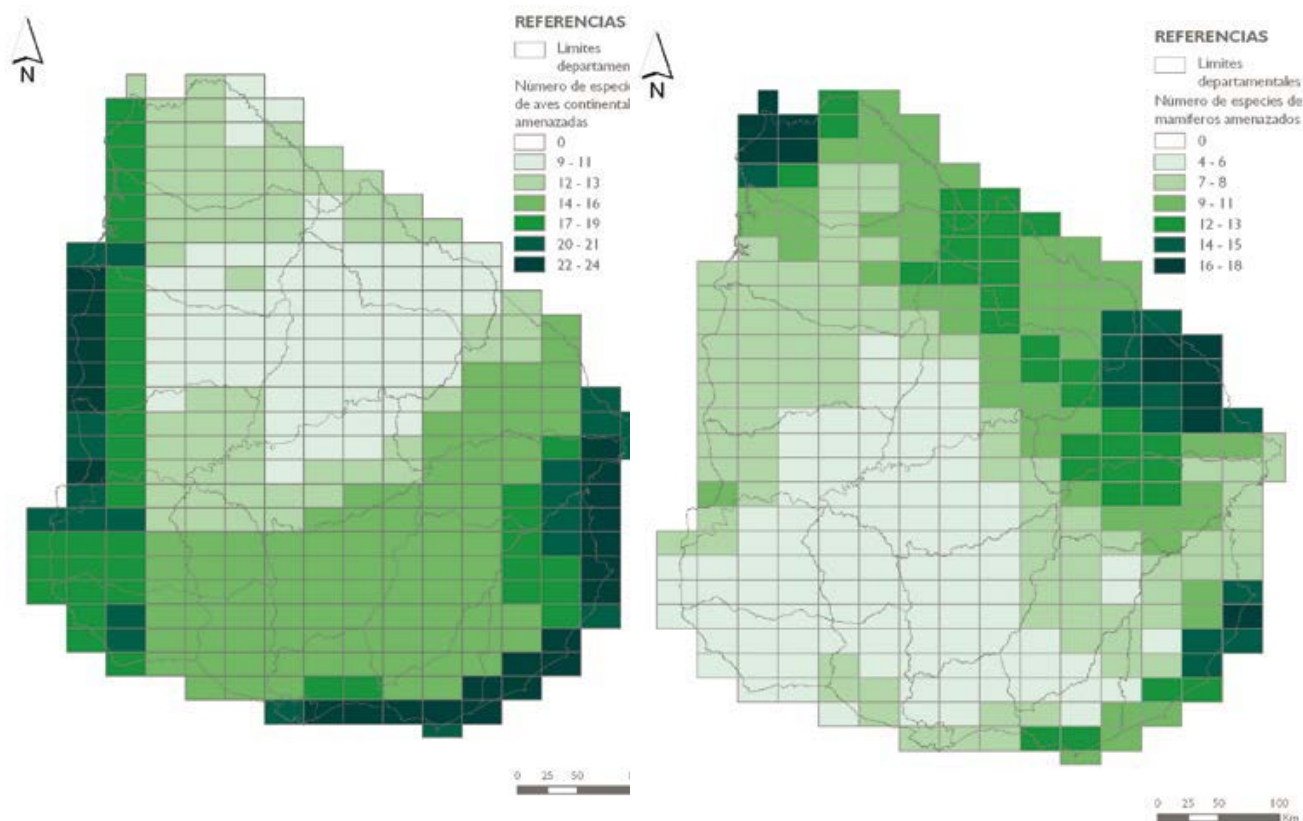 REFERENCIAS
Limites
departamen
Número de especi
de aves continental
amenazadas
0
9 - 11
12 - 13
14 - 16
17 - 19
20 - 21
22 - 24
N
0 25 50
REFERENCIAS
Limites
departamentales
Número de especies de
mamíferos amenazados
0
4 - 6
7 - 8
9 - 11
12 - 13
14 - 15
16 - 18
N
0 25 50 100
Km